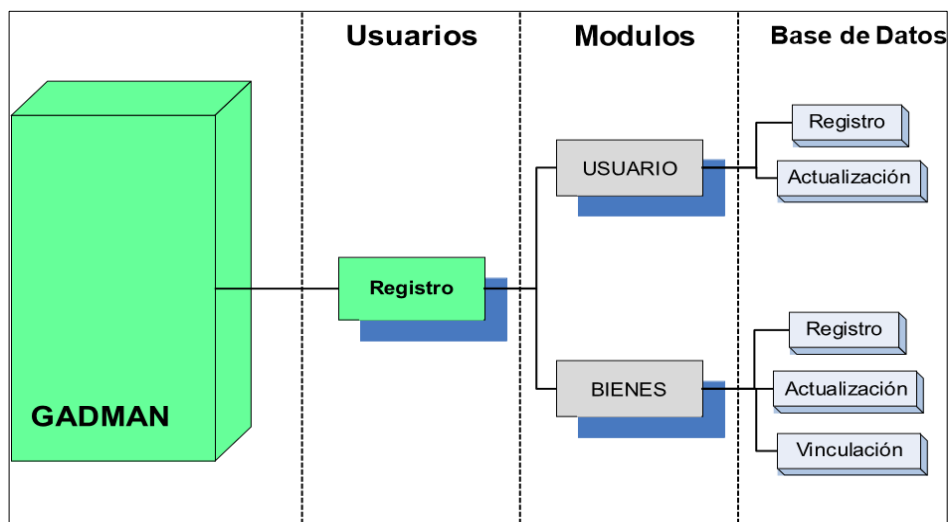 Usuarios
Modulos
Base de Datos
Registro
USUARIO
Actualización
Registro
Registro
BIENES
Actualización
GADMAN
Vinculación